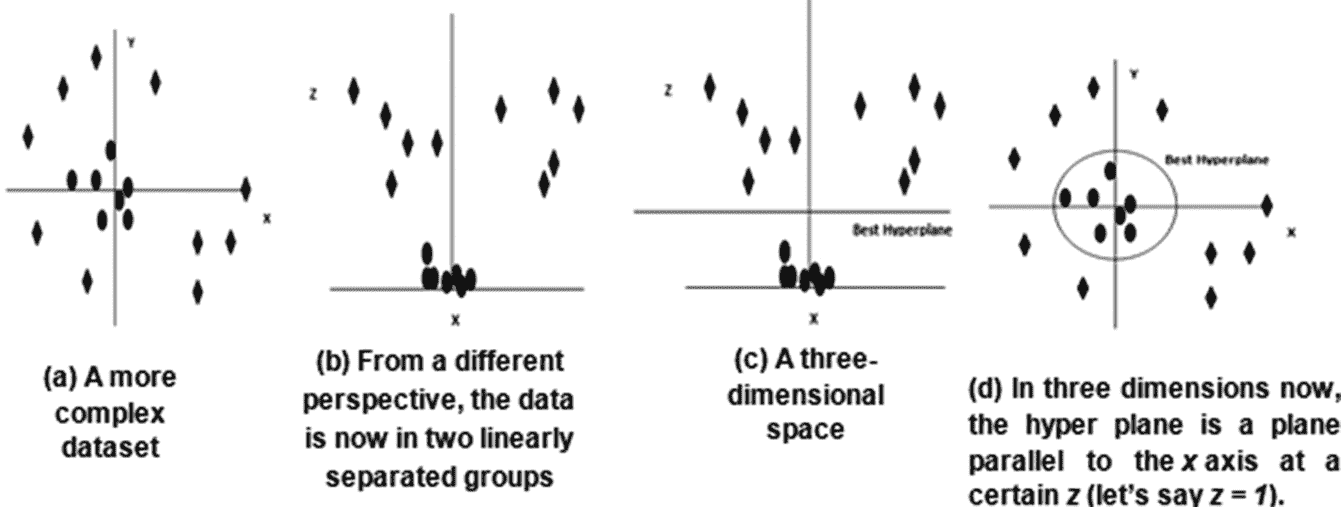 Y
X
(a) A more
complex
dataset
Z
X
(b) From a different
perspective, the data
is now in two linearly
separated groups
Z
Best Hyperplane
X
(c) A three-
dimensional
space
Y
Best Hyperplane
X
(d) In three dimensions now,
the hyper plane is a plane
parallel to the x axis at a
certain z (let's say z = 1).